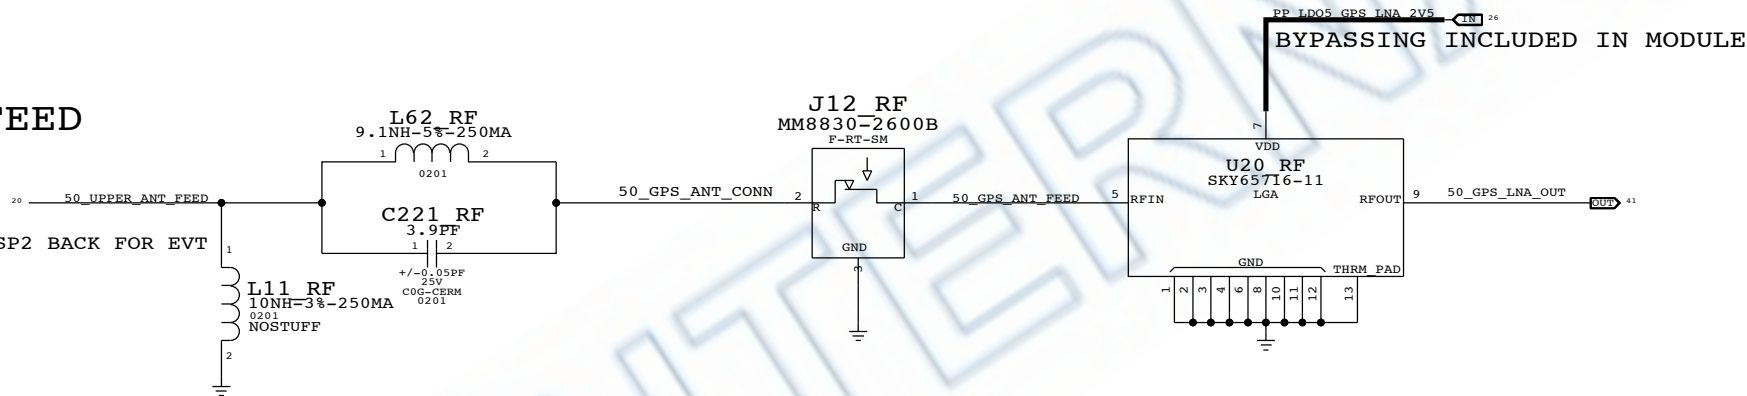 PP_LDO5_GPS_LNA_2V5
IN
26
BYPASSING INCLUDED IN MODULE
FEED
L62_RF
9.1NH-5%-250MA
1
2
0201
J12_RF
MM8830-2600B
F-RT-SM
7
VDD
U20_RF
SKY65716-11
LGA
20
50_UPPER_ANT_FEED
C221_RF
3.9PF
1
2
+/-0.05PF
25V
C0G-CERM
0201
50_GPS_ANT_CONN
2
R
C
1
GND
3
50_GPS_ANT_FEED
5
RFIN
RFOUT
9
50_GPS_LNA_OUT
OUT
41
SP2 BACK FOR EVT
1
L11_RF
10NH-3%-250MA
0201
NOSTUFF
2
GND
THRM_PAD
1
2
3
4
6
8
10
11
12
13